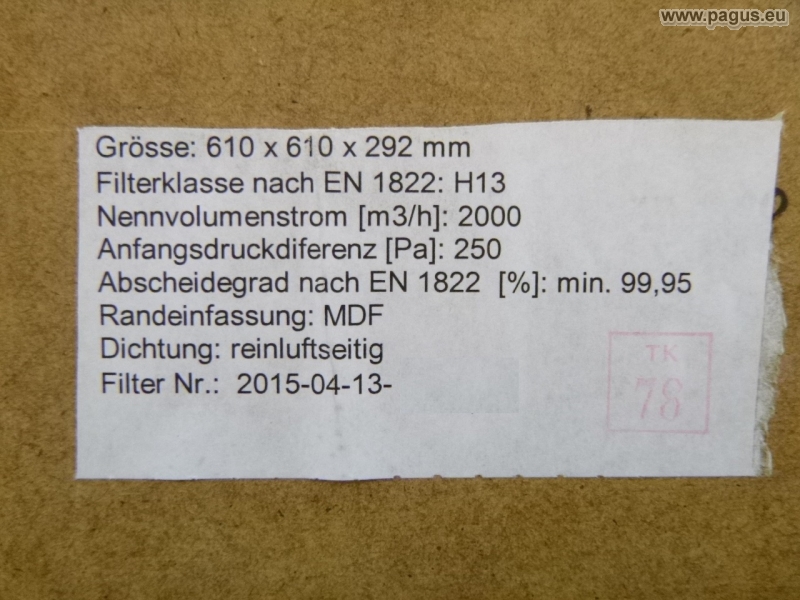 www.pagus.eu
Grösse: 610 x 610 x 292 mm
Filterklasse nach EN 1822: H13
Nennvolumenstrom [m3/h]: 2000
Anfangsdruckdiferenz [Pa]: 250
Abscheidegrad nach EN 1822 [%]: min. 99,95
Randeinfassung: MDF
Dichtung: reinluftseitig
Filter Nr.: 2015-04-13-
TK
78